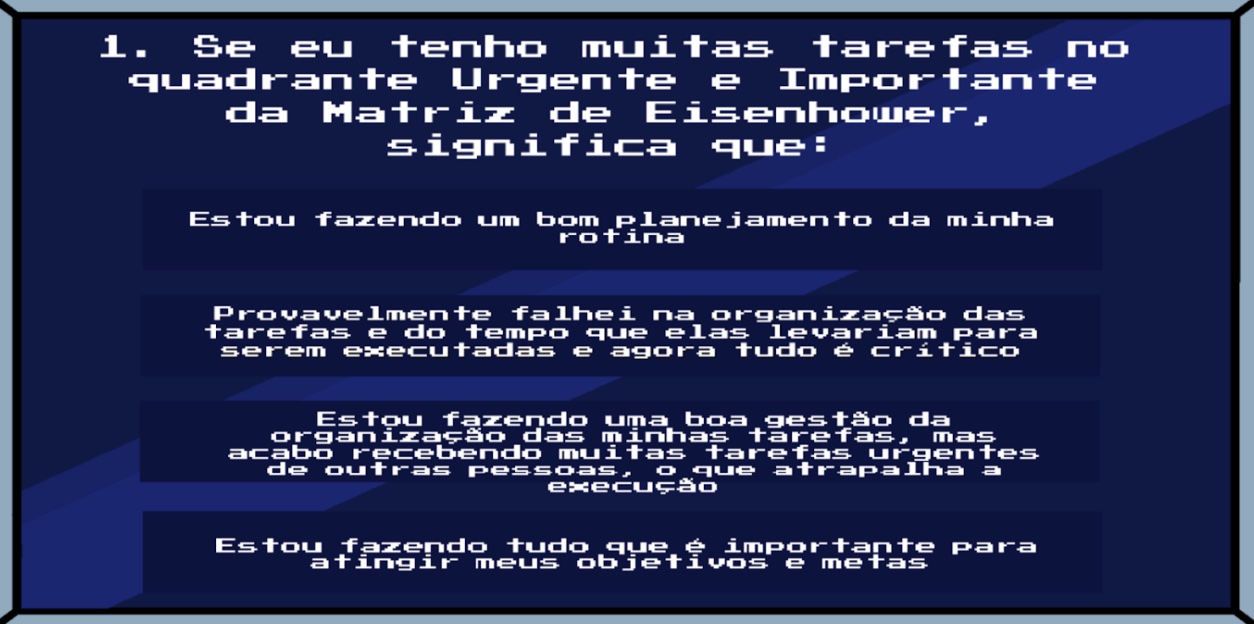 1. Se eu tenho muitas tarefas no
quadrante Urgente e Importante
da Matriz de Eisenhower,
significa que:
Estou fazendo um bom planejamento da minha
rotina
Provavelmente falhei na organização das
tarefas e do tempo que elas levariam para
serem executadas e agora tudo é crítico
Estou fazendo uma boa gestão da
organização das minhas tarefas, mas
acabo recebendo muitas tarefas urgentes
de outras pessoas, o que atrapalha a
execução
Estou fazendo tudo que é importante para
atingir meus objetivos e metas